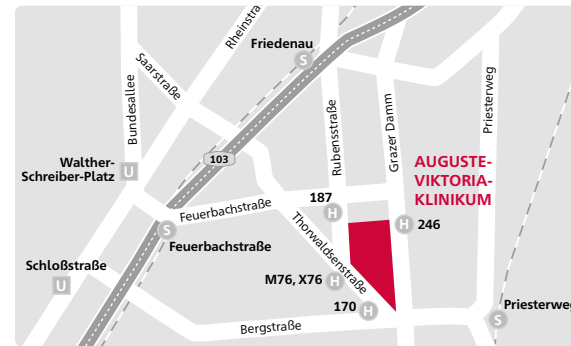 Rheinstraße
Friedenau
S
Saarstraße
Bundesallee
Rubensstraße
Grazer Damm
Priesterweg
103
Walther-
Schreiber-Platz
U
AUGUSTE-
VIKTORIA-
KLINIKUM
187
H
Feuerbachstraße
H
246
S
Feuerbachstraße
Thorwaldsenstraße
Schloßstraße
U
M76, X76
H
170
H
Bergstraße
Priesterweg
S